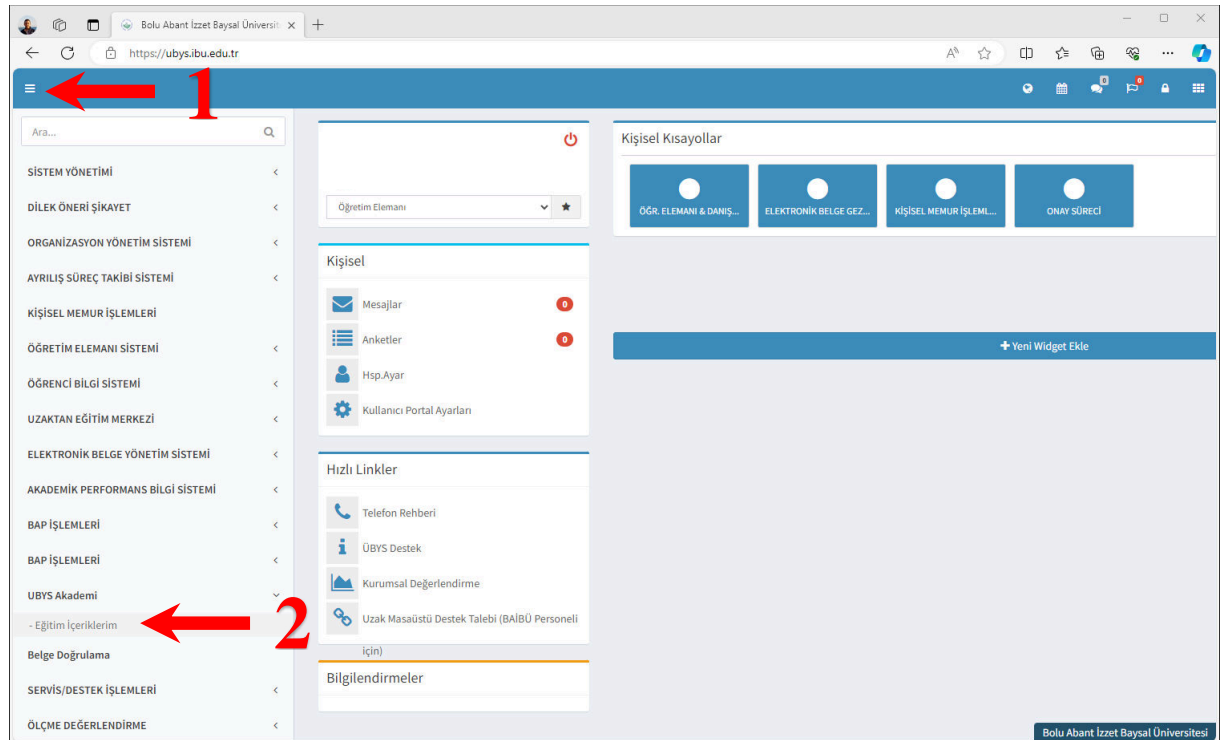 Bolu Abant İzzet Baysal Üniversit
https://ubys.ibu.edu.tr
1
0
0
Ara...
SİSTEM YÖNETİMİ
DİLEK ÖNERİ ŞİKAYET
ORGANİZASYON YÖNETİM SİSTEMİ
AYRILIŞ SÜREÇ TAKİBİ SİSTEMİ
KİŞİSEL MEMUR İŞLEMLERİ
ÖĞRETİM ELEMANI SİSTEMİ
ÖĞRENCİ BİLGİ SİSTEMİ
UZAKTAN EĞİTİM MERKEZİ
ELEKTRONİK BELGE YÖNETİM SİSTEMİ
AKADEMİK PERFORMANS BİLGİ SİSTEMİ
BAP İŞLEMLERİ
BAP İŞLEMLERİ
UBYS Akademi
- Eğitim İçeriklerim
2
Belge Doğrulama
SERVİS/DESTEK İŞLEMLERİ
ÖLÇME DEĞERLENDİRME
Öğretim Elemanı
Kişisel
Mesajlar 0
Anketler 0
Hsp.Ayar
Kullanıcı Portal Ayarları
Hızlı Linkler
Telefon Rehberi
ÜBYS Destek
Kurumsal Değerlendirme
Uzak Masaüstü Destek Talebi (BAİBÜ Personeli
için)
Bilgilendirmeler
Kişisel Kısayollar
ÖĞR. ELEMANI & DANIŞ...
ELEKTRONİK BELGE GEZ...
KİŞİSEL MEMUR İŞLEML...
ONAY SÜRECİ
+ Yeni Widget Ekle
Bolu Abant İzzet Baysal Üniversitesi